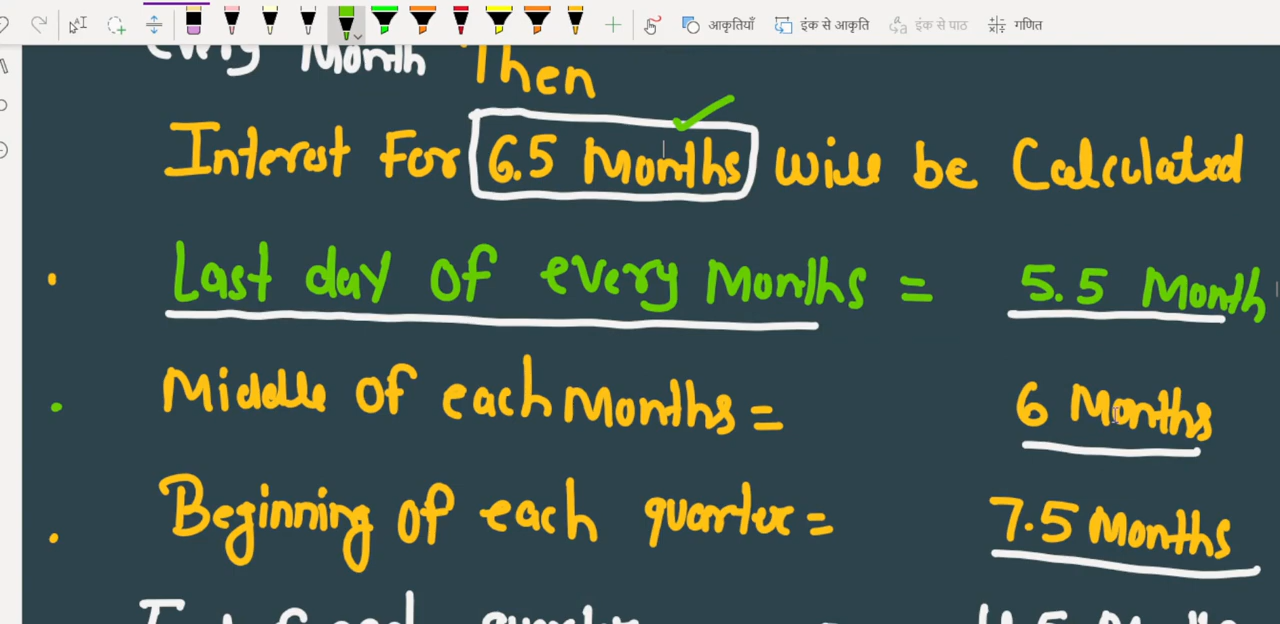 आकृतियाँ इंक से आकृति इंक से पाठ गणित
Every Month Then
Interest For 6.5 Months will be Calculated
Last day of every Months = 5.5 Month
Middle of each Months = 6 Months
Beginning of each quarter = 7.5 Months